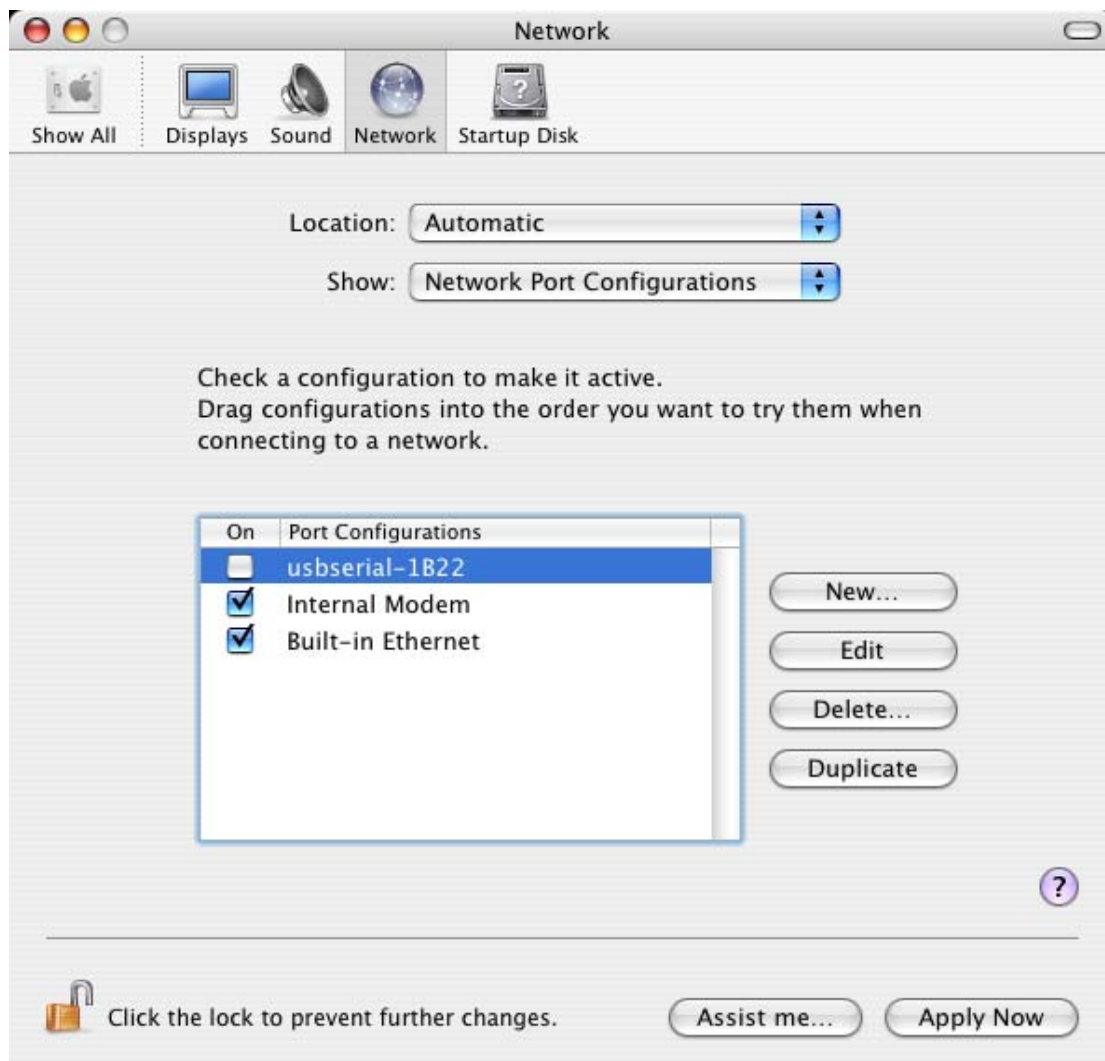 Network
Show All
Displays
Sound
Network
Startup Disk
Location: Automatic
Show: Network Port Configurations
Check a configuration to make it active.
Drag configurations into the order you want to try them when
connecting to a network.
On Port Configurations
usbserial-1B22
Internal Modem
Built-in Ethernet
New...
Edit
Delete...
Duplicate
?
Click the lock to prevent further changes.
Assist me...
Apply Now